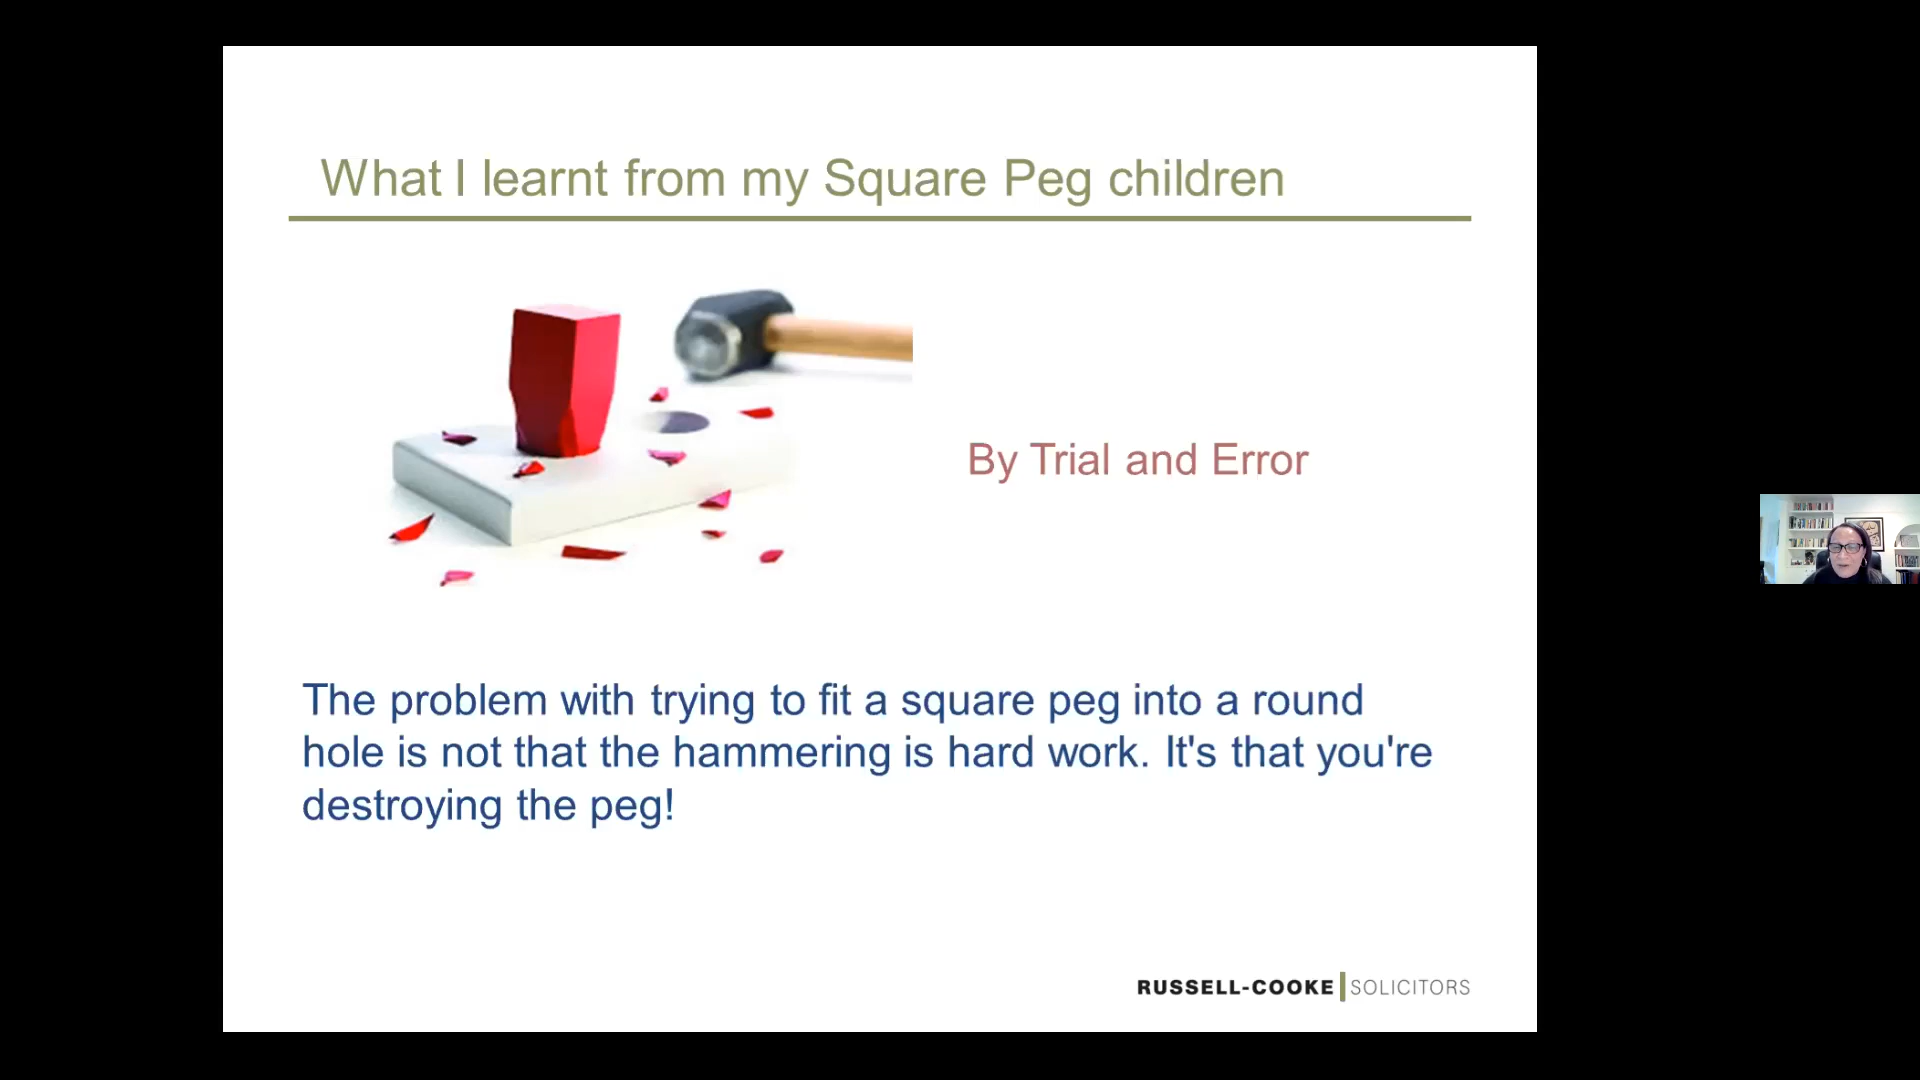 What I learnt from my Square Peg children
By Trial and Error
The problem with trying to fit a square peg into a round
hole is not that the hammering is hard work. It's that you're
destroying the peg!
RUSSELL-COOKE SOLICITORS